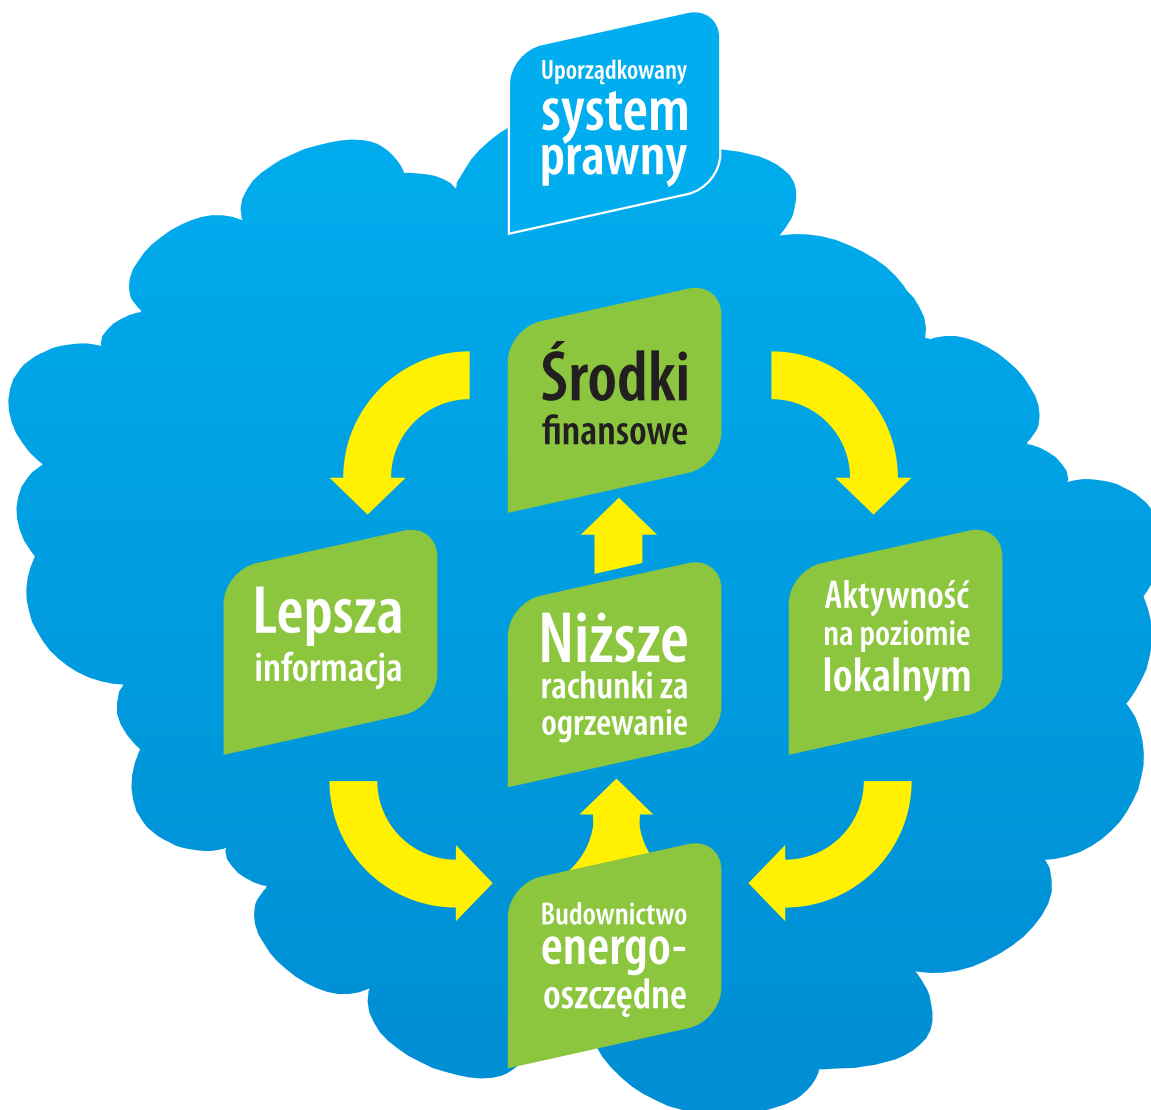 Uporządkowany
system
prawny
Środki
finansowe
Lepsza
informacja
Niższe
rachunki za
ogrzewanie
Aktywność
na poziomie
lokalnym
Budownictwo
energo-
oszczędne